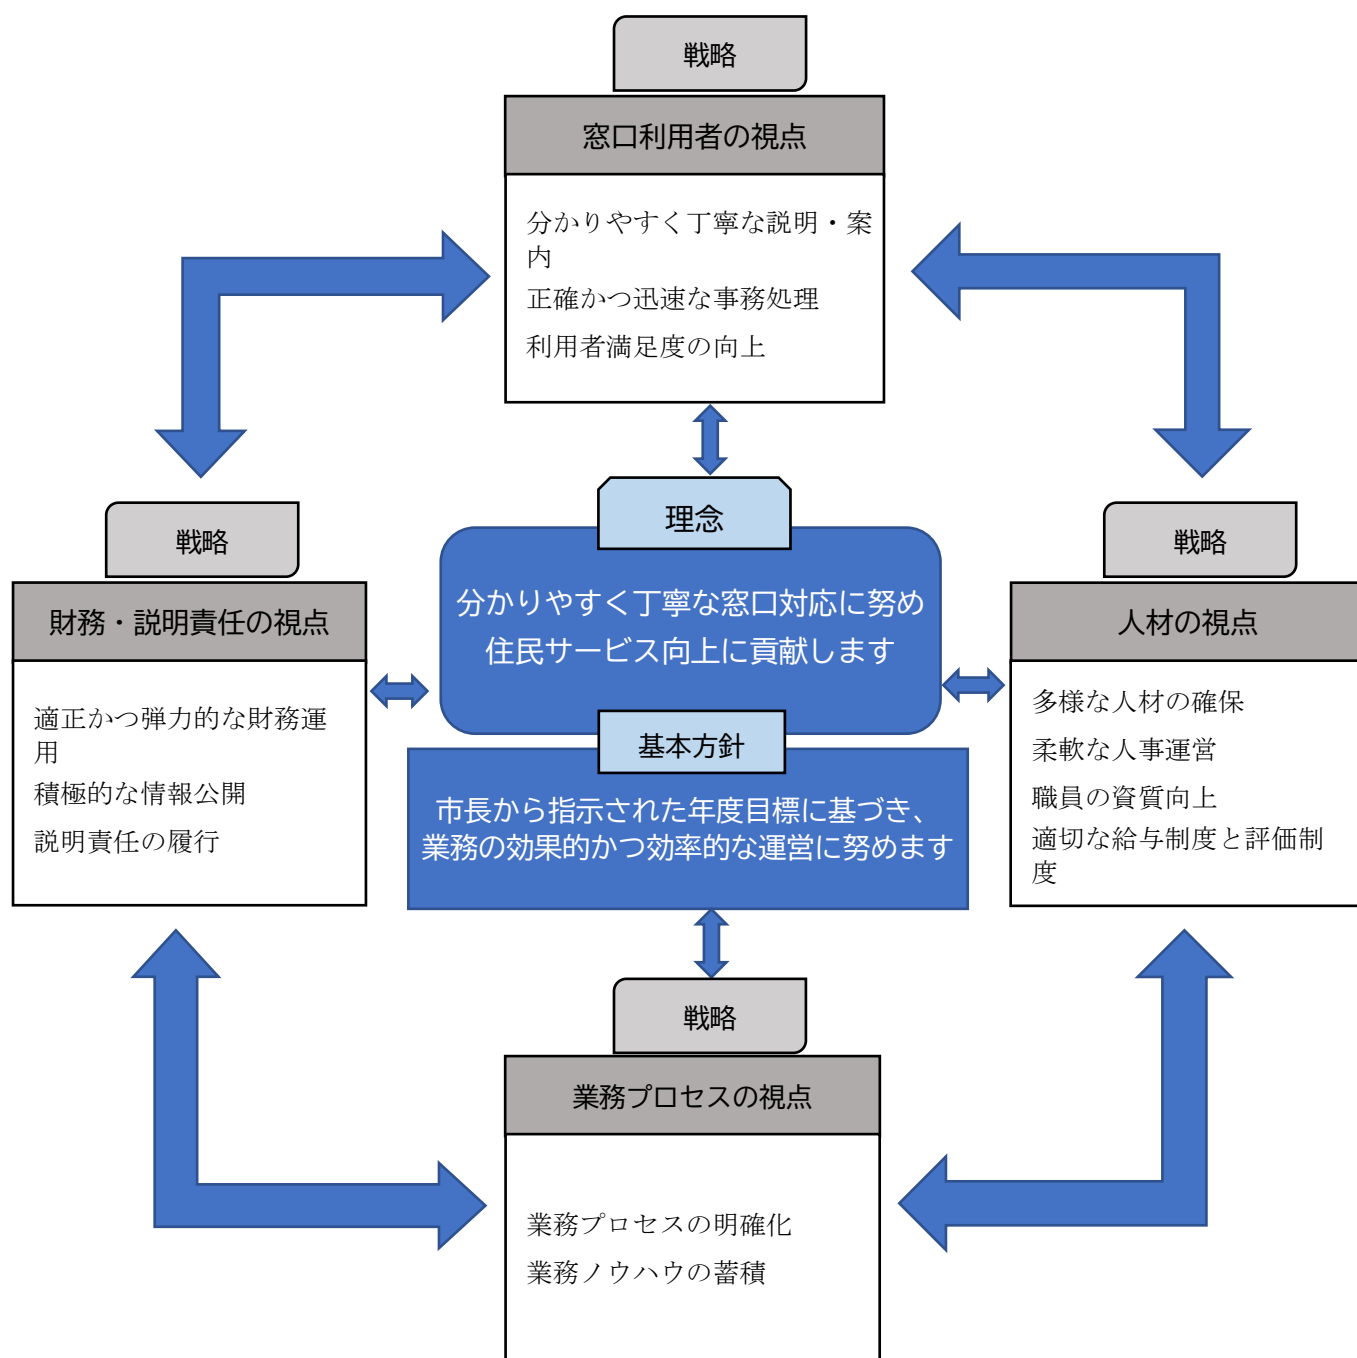 戦略
窓口利用者の視点
分かりやすく丁寧な説明・案
内
正確かつ迅速な事務処理
利用者満足度の向上
戦略
財務・説明責任の視点
適正かつ弾力的な財務運
用
積極的な情報公開
説明責任の履行
理念
分かりやすく丁寧な窓口対応に努め
住民サービス向上に貢献します
基本方針
市長から指示された年度目標に基づき、
業務の効果的かつ効率的な運営に努めます
戦略
人材の視点
多様な人材の確保
柔軟な人事運営
職員の資質向上
適切な給与制度と評価制
度
戦略
業務プロセスの視点
業務プロセスの明確化
業務ノウハウの蓄積